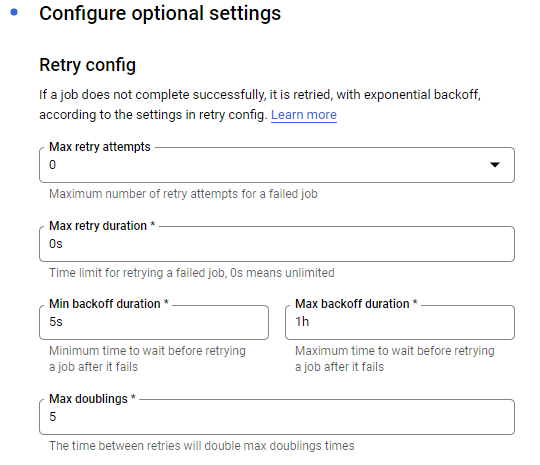 Configure optional settings
Retry config
If a job does not complete successfully, it is retried, with exponential backoff,
according to the settings in retry config. Learn more
Max retry attempts
0
Maximum number of retry attempts for a failed job
Max retry duration *
0s
Time limit for retrying a failed job, 0s means unlimited
Min backoff duration *
5s
Minimum time to wait before retrying
a job after it fails
Max backoff duration *
1h
Maximum time to wait before retrying
a job after it fails
Max doublings *
5
The time between retries will double max doublings times